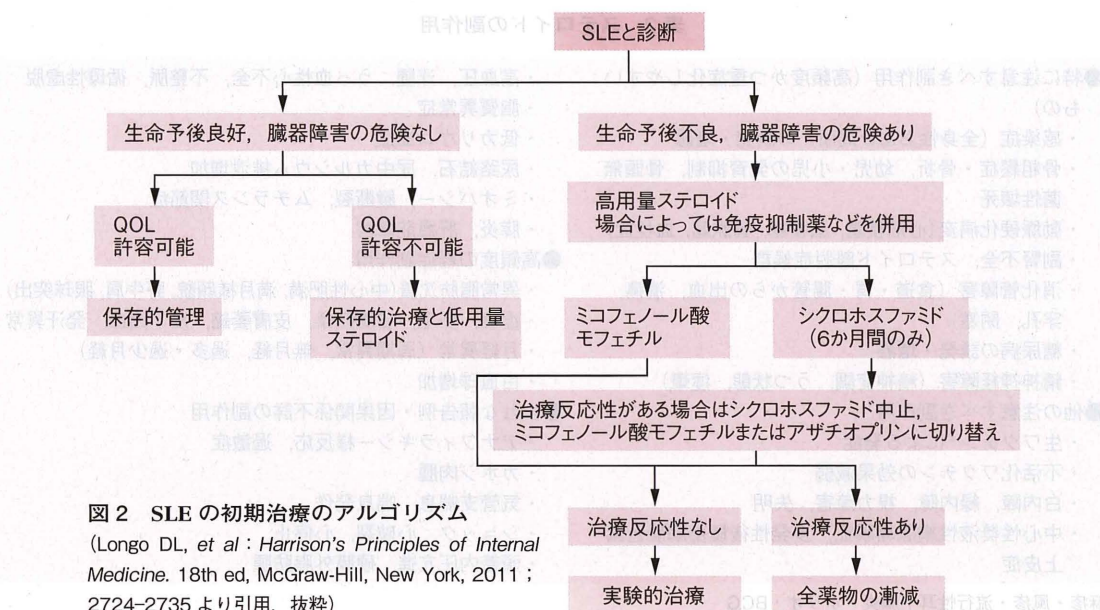 SLEと診断
生命予後良好，臓器障害の危険なし
生命予後不良，臓器障害の危険あり
QOL
許容可能
QOL
許容不可能
高用量ステロイド
場合によっては免疫抑制薬などを併用
保存的管理
保存的治療と低用量
ステロイド
ミコフェノール酸
モフェチル
シクロホスファミド
(6か月間のみ)
治療反応性がある場合はシクロホスファミド中止，
ミコフェノール酸モフェチルまたはアザチオプリンに切り替え
治療反応性なし
治療反応性あり
実験的治療
全薬物の漸減
図2 SLEの初期治療のアルゴリズム
(Longo DL, et al：Harrison's Principles of Internal
Medicine. 18th ed, McGraw-Hill, New York, 2011；
2724-2735より引用，抜粋)